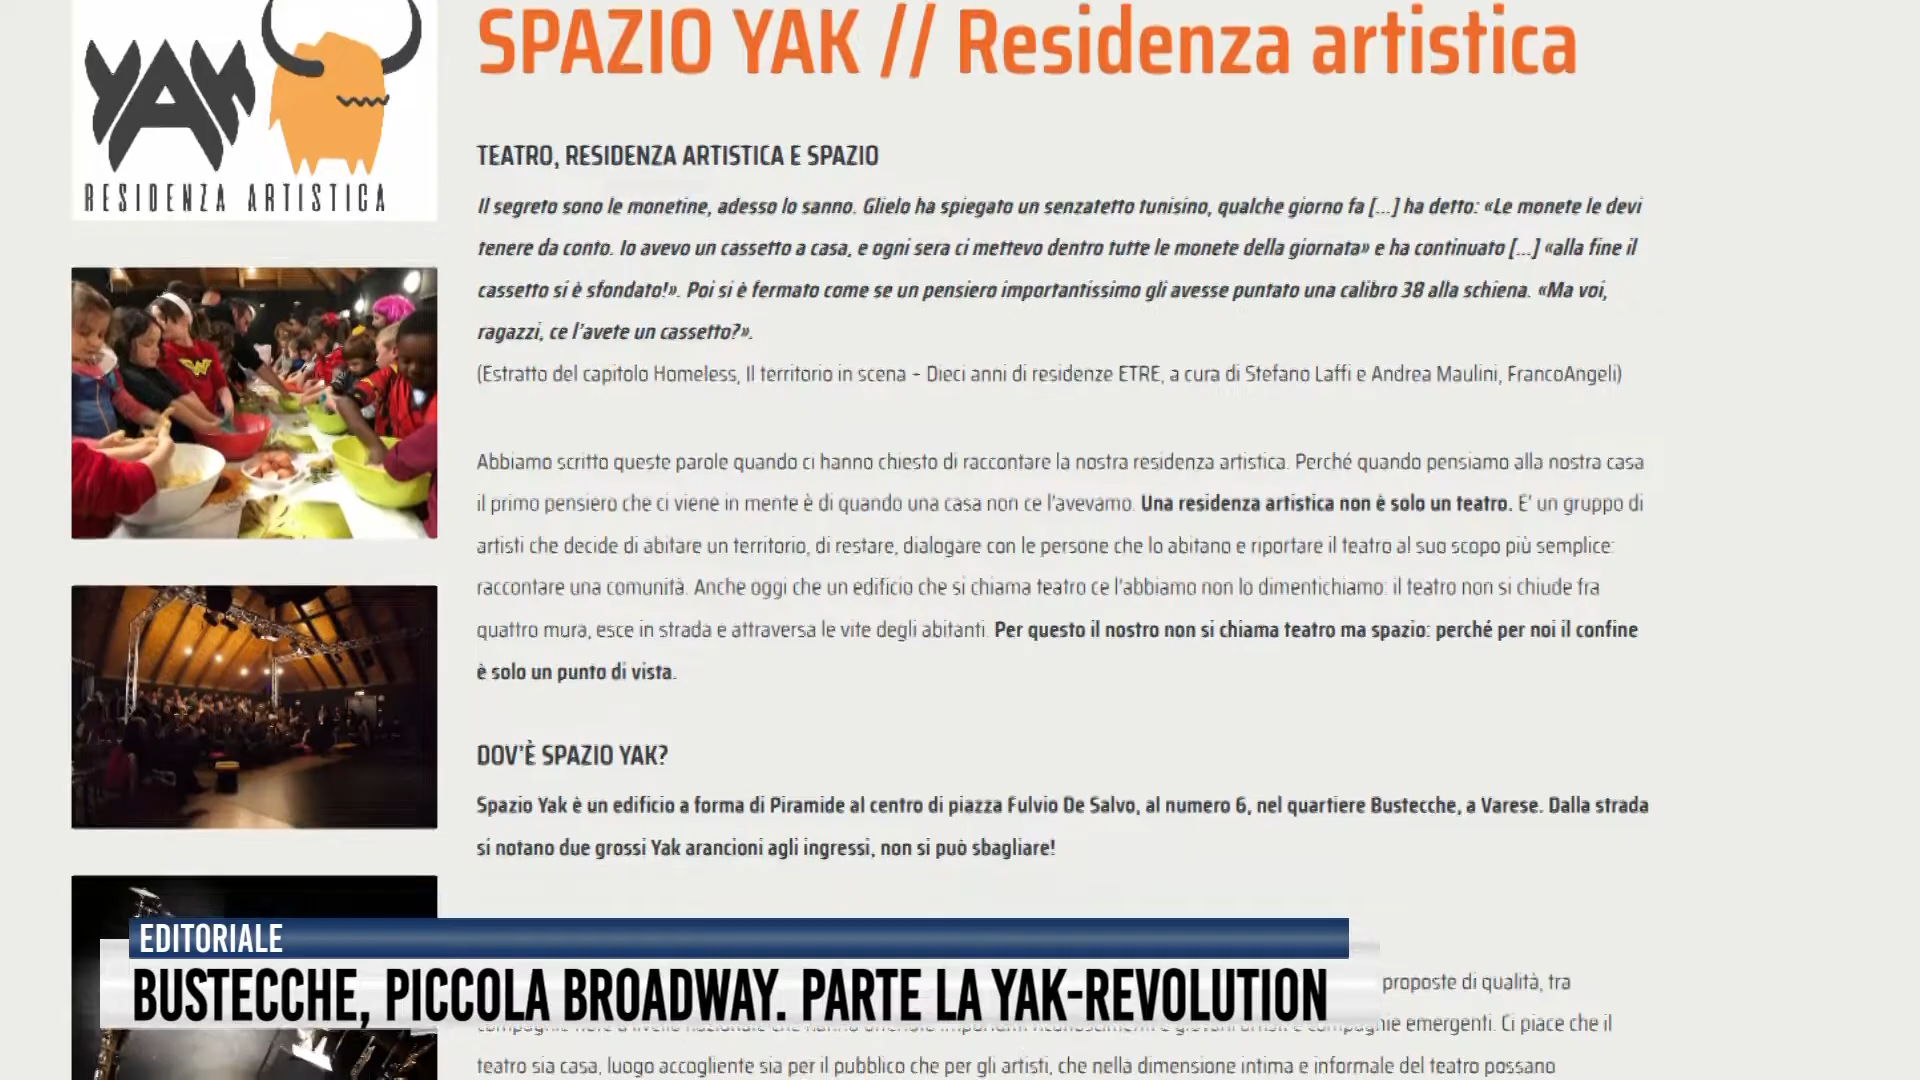 YAK
RESIDENZA ARTISTICA
SPAZIO YAK // Residenza artistica
TEATRO, RESIDENZA ARTISTICA E SPAZIO
Il segreto sono le monetine, adesso lo sanno. Glielo ha spiegato un senzatetto tunisino, qualche giorno fa [...] ha detto: «Le monete le devi
tenere da conto. Io avevo un cassetto a casa, e ogni sera ci mettevo dentro tutte le monete della giornata» e ha continuato [...] «alla fine il
cassetto si è sfondato!». Poi si è fermato come se un pensiero importantissimo gli avesse puntato una calibro 38 alla schiena. «Ma voi,
ragazzi, ce l'avete un cassetto?».
(Estratto del capitolo Homeless, Il territorio in scena – Dieci anni di residenze ETRE, a cura di Stefano Laffi e Andrea Maulini, FrancoAngeli)
Abbiamo scritto queste parole quando ci hanno chiesto di raccontare la nostra residenza artistica. Perché quando pensiamo alla nostra casa
il primo pensiero che ci viene in mente è di quando una casa non ce l'avevamo. Una residenza artistica non è solo un teatro. E' un gruppo di
artisti che decide di abitare un territorio, di restare, dialogare con le persone che lo abitano e riportare il teatro al suo scopo più semplice:
raccontare una comunità. Anche oggi che un edificio che si chiama teatro ce l'abbiamo non lo dimentichiamo: il teatro non si chiude fra
quattro mura, esce in strada e attraversa le vite degli abitanti. Per questo il nostro non si chiama teatro ma spazio: perché per noi il confine
è solo un punto di vista.
DOV'È SPAZIO YAK?
Spazio Yak è un edificio a forma di Piramide al centro di piazza Fulvio De Salvo, al numero 6, nel quartiere Bustecche, a Varese. Dalla strada
si notano due grossi Yak arancioni agli ingressi, non si può sbagliare!
EDITORIALE
BUSTECCHE, PICCOLA BROADWAY. PARTE LA YAK-REVOLUTION
proposte di qualità, tra
emergenti. Ci piace che il
teatro sia casa, luogo accogliente sia per il pubblico che per gli artisti, che nella dimensione intima e informale del teatro possano